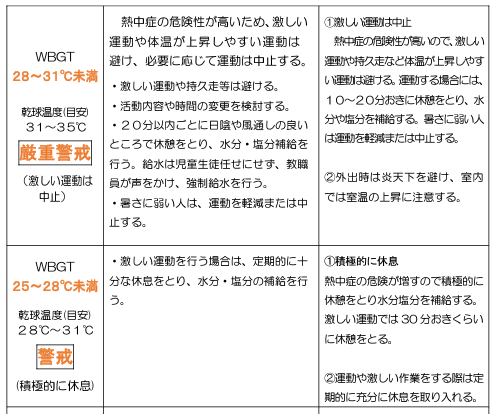 WBGT
28～31℃未満
乾球温度(目安)
３１～３５℃
厳重警戒
（激しい運動は
中止）
熱中症の危険性が高いため、激しい
運動や体温が上昇しやすい運動は
避け、必要に応じて運動は中止する。
・激しい運動や持久走等は避ける。
・活動内容や時間の変更を検討する。
・２０分以内ごとに日陰や風通しの良い
ところで休憩をとり、水分・塩分補給を
行う。給水は児童生徒任せにせず、教職
員が声をかけ、強制給水を行う。
・暑さに弱い人は、運動を軽減または中
止する。
①激しい運動は中止
熱中症の危険性が高いので、激しい
運動や持久走など体温が上昇しやす
い運動は避ける。運動する場合には、
１０～２０分おきに休憩をとり、水
分や塩分を補給する。暑さに弱い人
は運動を軽減または中止する。
②外出時は炎天下を避け、室内
では室温の上昇に注意する。
WBGT
25～28℃未満
乾球温度(目安)
２８℃～３１℃
警戒
(積極的に休息)
・激しい運動を行う場合は、定期的に十
分な休息をとり、水分・塩分の補給を行
う。
①積極的に休息
熱中症の危険が増すので積極的に
休憩をとり水分塩分を補給する。
激しい運動では３０分おきくらい
に休憩をとる。
②運動や激しい作業をする際は定
期的に充分に休息を取り入れる。